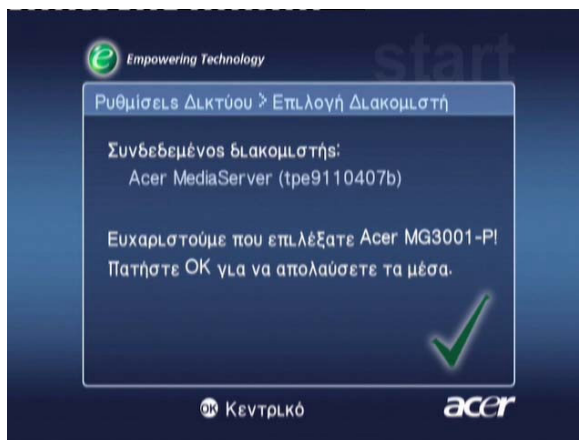 Empowering Technology
start
Ρυθμίσεις Δικτύου > Επιλογή Διακομιστή
Συνδεδεμένος διακομιστής:
Acer MediaServer (tpe9110407b)
Ευχαριστούμε που επιλέξατε Acer MG3001-P!
Πατήστε OK για να απολαύσετε τα μέσα.
OK Κεντρικό
acer